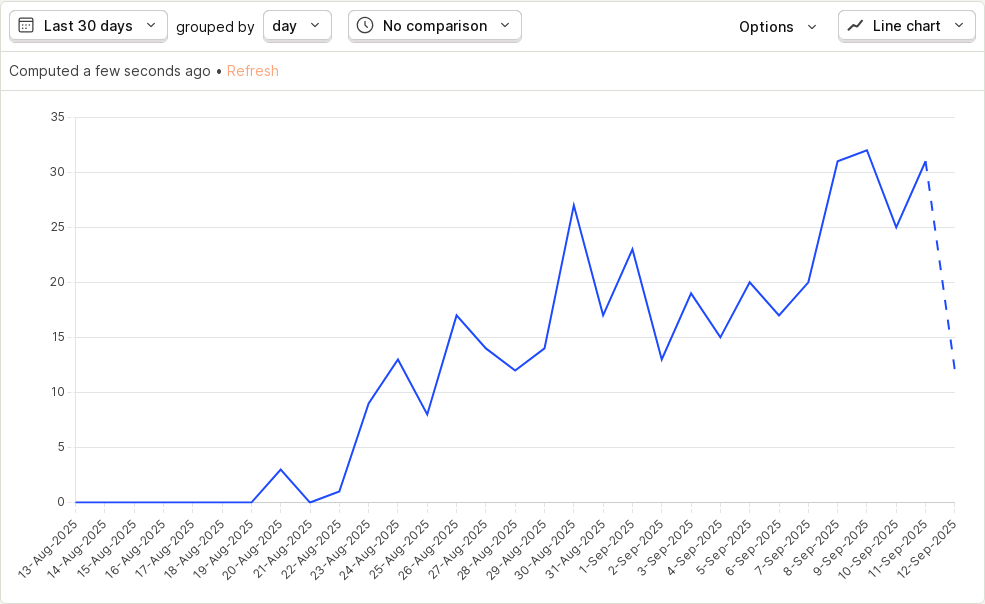 Last 30 days grouped by day No comparison Options Line chart
Computed a few seconds ago • Refresh
35
30
25
20
15
10
5
0
13-Aug-2025
14-Aug-2025
15-Aug-2025
16-Aug-2025
17-Aug-2025
18-Aug-2025
19-Aug-2025
20-Aug-2025
21-Aug-2025
22-Aug-2025
23-Aug-2025
24-Aug-2025
25-Aug-2025
26-Aug-2025
27-Aug-2025
28-Aug-2025
29-Aug-2025
30-Aug-2025
31-Aug-2025
1-Sep-2025
2-Sep-2025
3-Sep-2025
4-Sep-2025
5-Sep-2025
6-Sep-2025
7-Sep-2025
8-Sep-2025
9-Sep-2025
10-Sep-2025
11-Sep-2025
12-Sep-2025